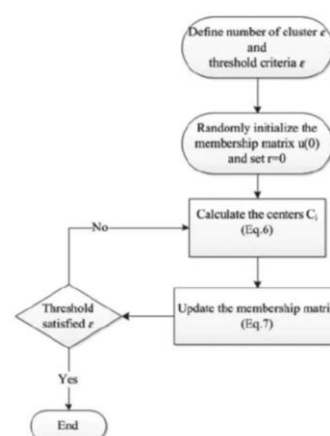 Define number of cluster ε
and
threshold criteria ε
Randomly initialize the
membership matrix u(0)
and set r=0
No
Calculate the centers C_i
(Eq.6)
Threshold
satisfied ε
Update the membership matri
(Eq.7)
Yes
End